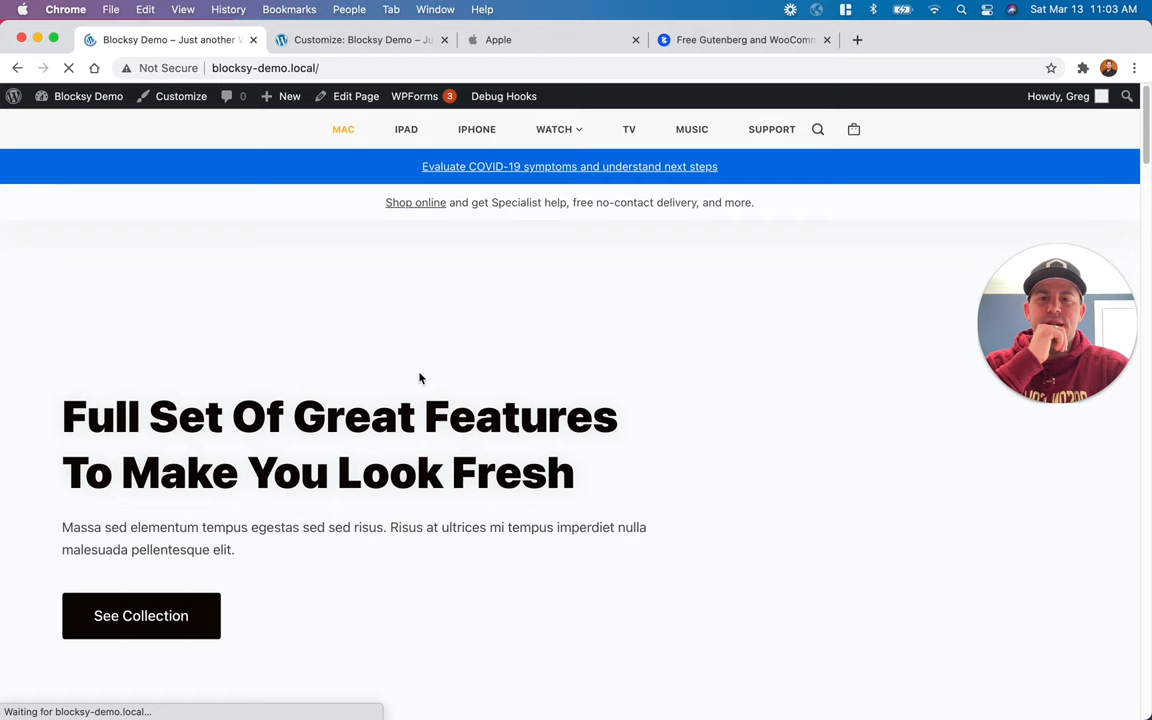 Chrome File Edit View History Bookmarks People Tab Window Help Sat Mar 13 11:03 AM
Blocksy Demo – Just another W Customize: Blocksy Demo – Ju Apple Free Gutenberg and WooComm
Not Secure blocksy-demo.local/
Blocksy Demo Customize 0 New Edit Page WPForms 3 Debug Hooks Howdy, Greg
MAC IPAD IPHONE WATCH TV MUSIC SUPPORT
Evaluate COVID-19 symptoms and understand next steps
Shop online and get Specialist help, free no-contact delivery, and more.
Full Set Of Great Features
To Make You Look Fresh
Massa sed elementum tempus egestas sed sed risus. Risus at ultrices mi tempus imperdiet nulla
malesuada pellentesque elit.
See Collection
Waiting for blocksy-demo.local...